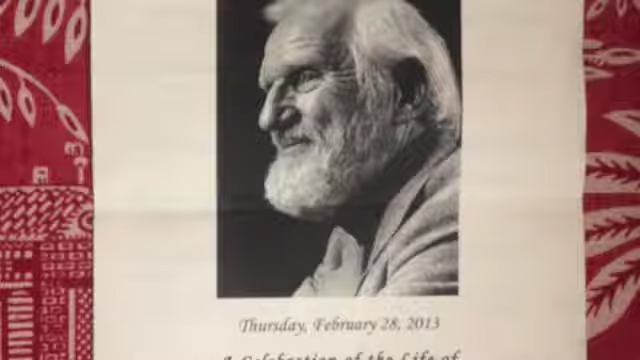 Thursday, February 28, 2013
A Celebration of the Life of